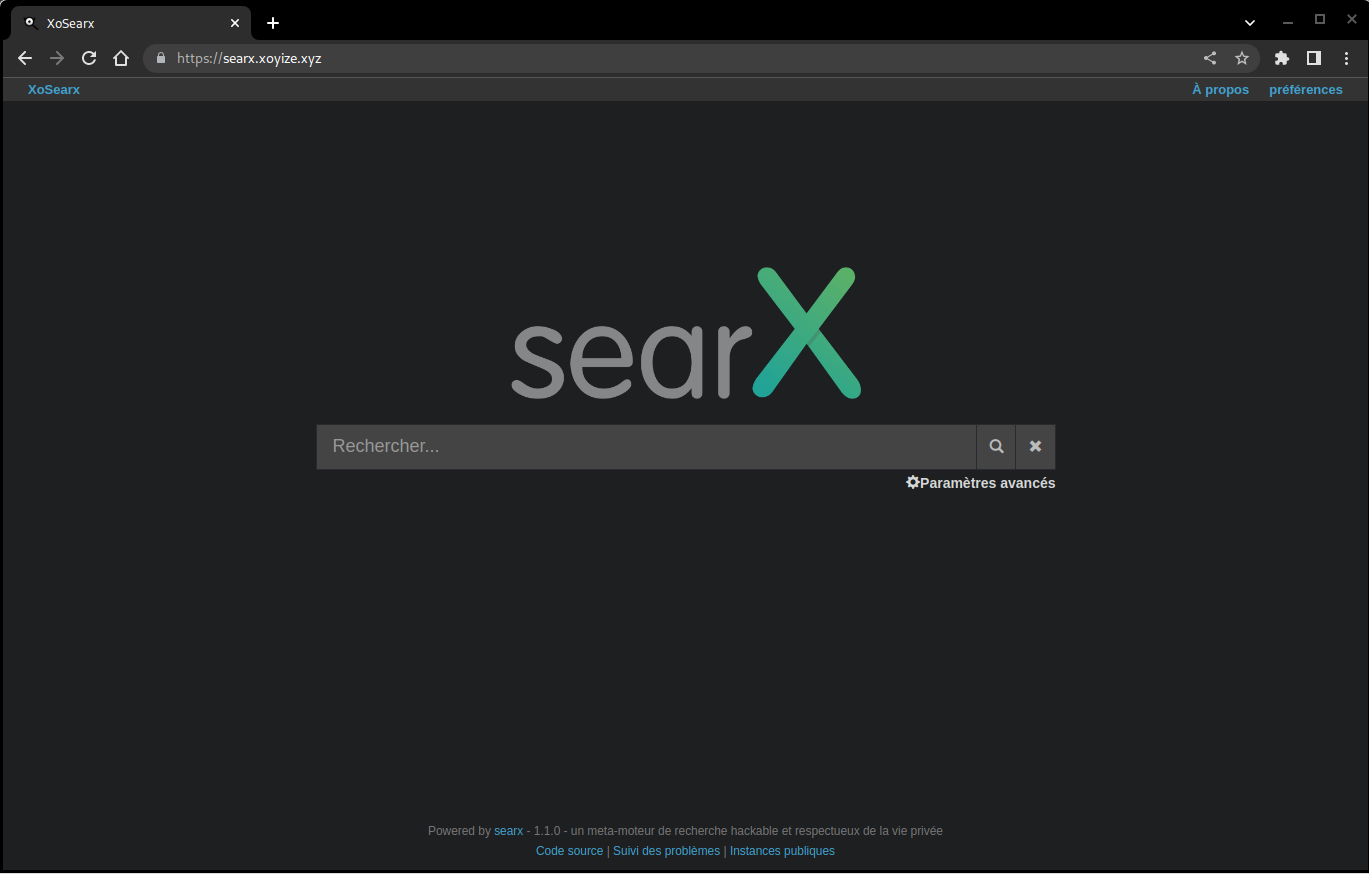 XoSearx
https://searx.xoyize.xyz
XoSearx À propos préférences
searX
Rechercher...
Paramètres avancés
Powered by searx - 1.1.0 - un meta-moteur de recherche hackable et respectueux de la vie privée
Code source | Suivi des problèmes | Instances publiques